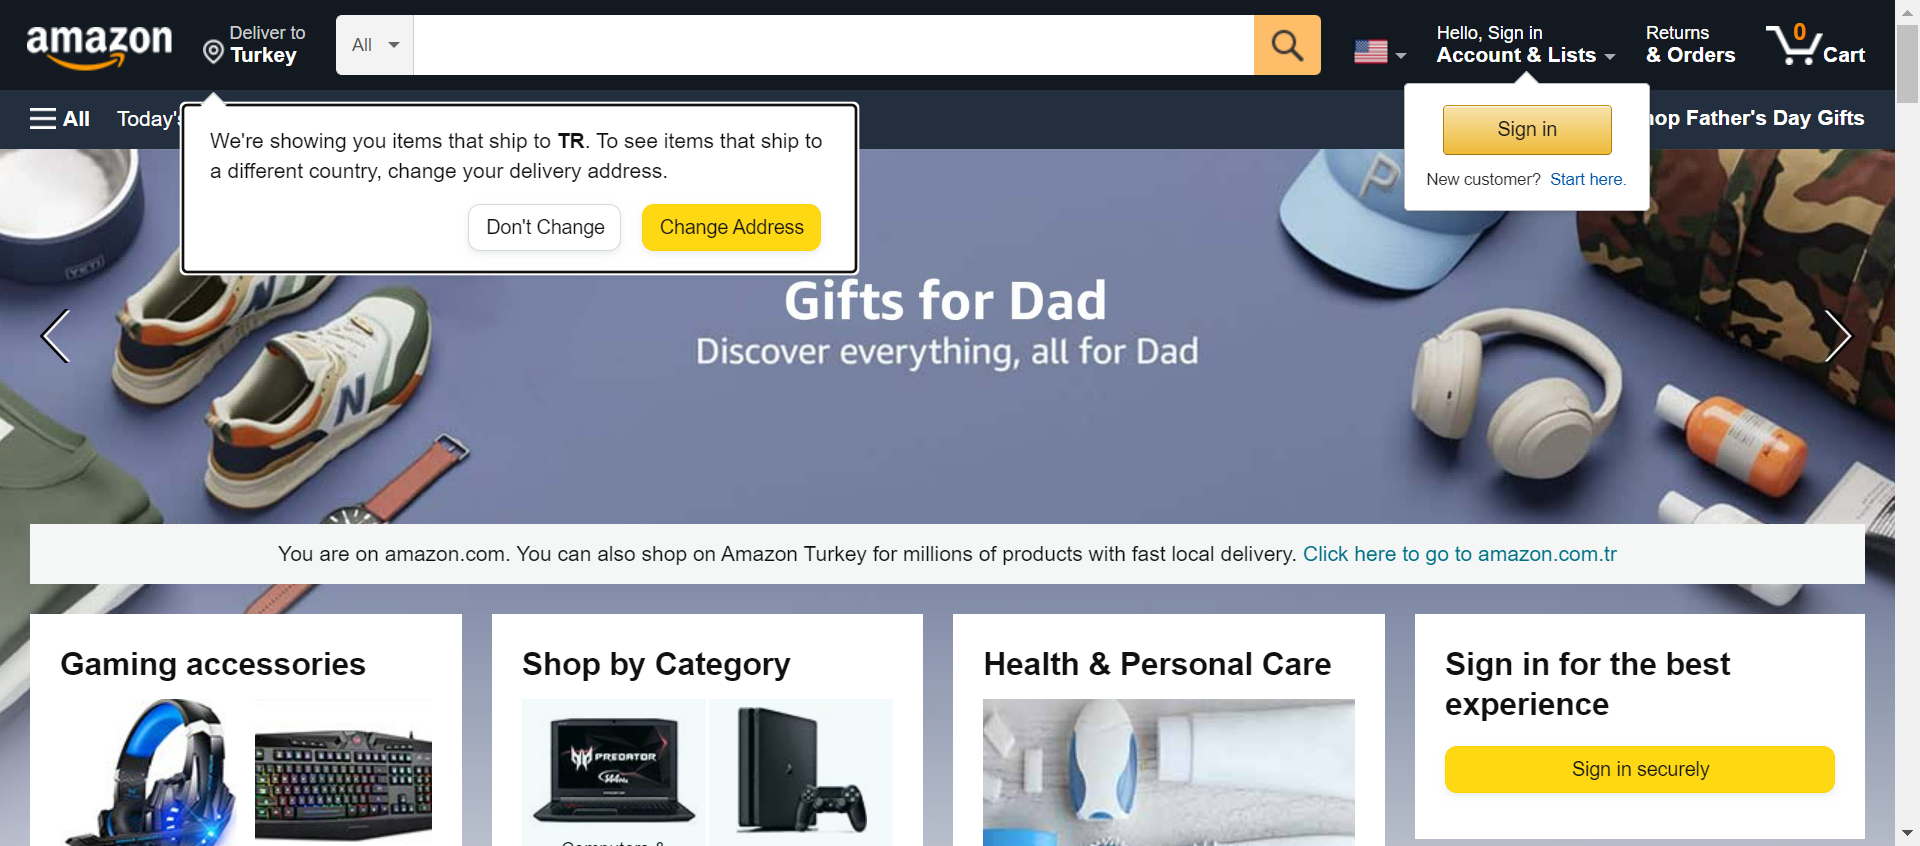 amazon
Deliver to
Turkey
All
Hello, Sign in
Account & Lists
Returns
& Orders
0
Cart
All
Today's
hop Father's Day Gifts
We're showing you items that ship to TR. To see items that ship to
a different country, change your delivery address.
Don't Change
Change Address
Sign in
New customer? Start here.
YETI
P
N
N
Gifts for Dad
Discover everything, all for Dad
You are on amazon.com. You can also shop on Amazon Turkey for millions of products with fast local delivery. Click here to go to amazon.com.tr
Gaming accessories
Shop by Category
PREDATOR
144Hz
Computers &
Health & Personal Care
Sign in for the best
experience
Sign in securely